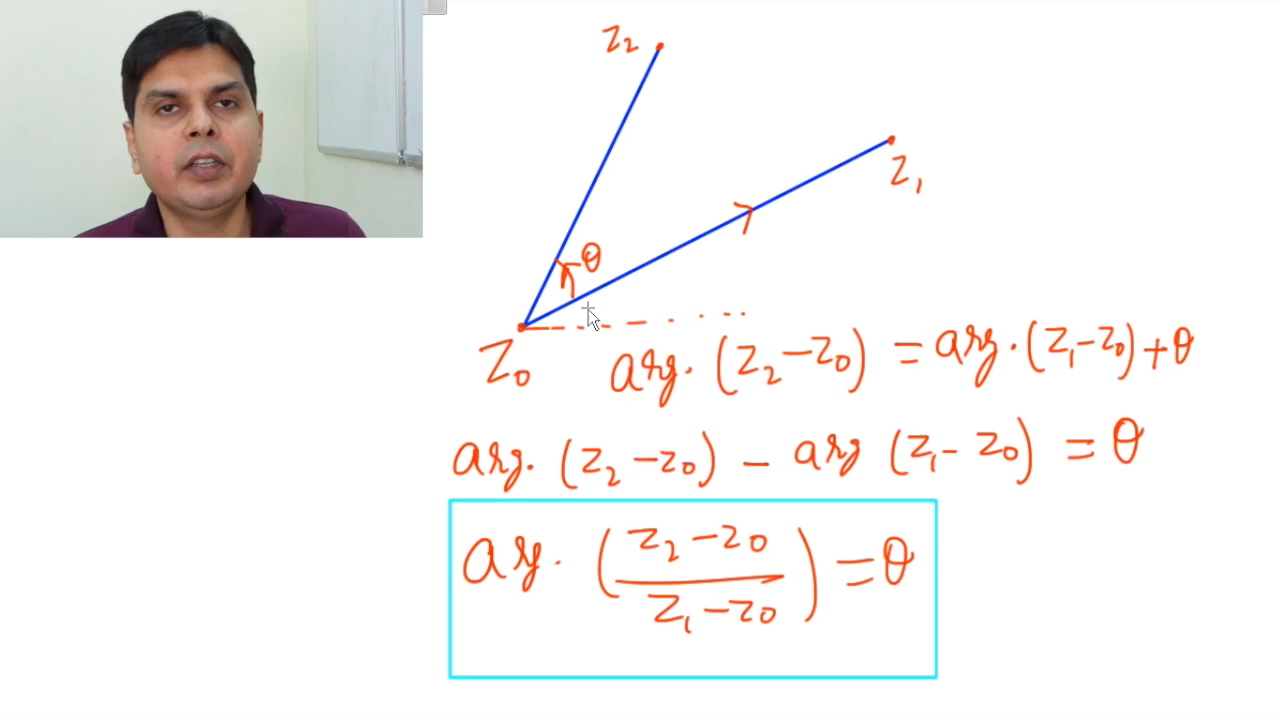 Z₂
Z₁
θ
Z₀
arg. (Z₂ - Z₀) = arg. (Z₁ - Z₀) + θ
arg. (Z₂ - Z₀) - arg (Z₁ - Z₀) = θ
arg. ((Z₂ - Z₀)/(Z₁ - Z₀)) = θ